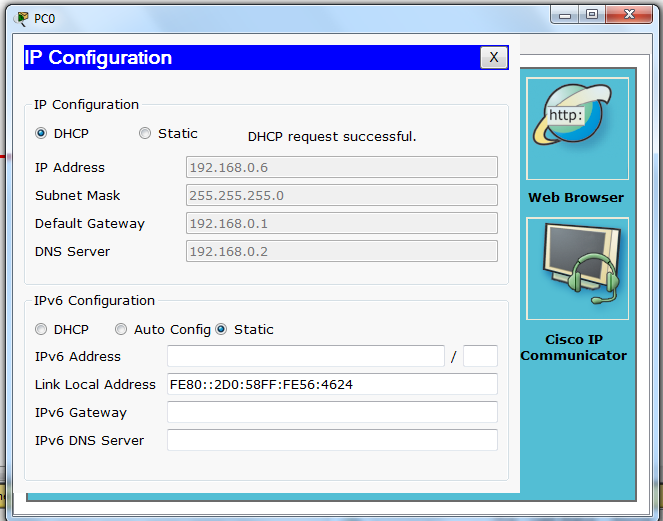 PC0
IP Configuration
X
IP Configuration
DHCP
Static
DHCP request successful.
IP Address
192.168.0.6
Subnet Mask
255.255.255.0
Default Gateway
192.168.0.1
DNS Server
192.168.0.2
IPv6 Configuration
DHCP
Auto Config
Static
IPv6 Address
/
Link Local Address
FE80::2D0:58FF:FE56:4624
IPv6 Gateway
IPv6 DNS Server
http:
Web Browser
Cisco IP
Communicator